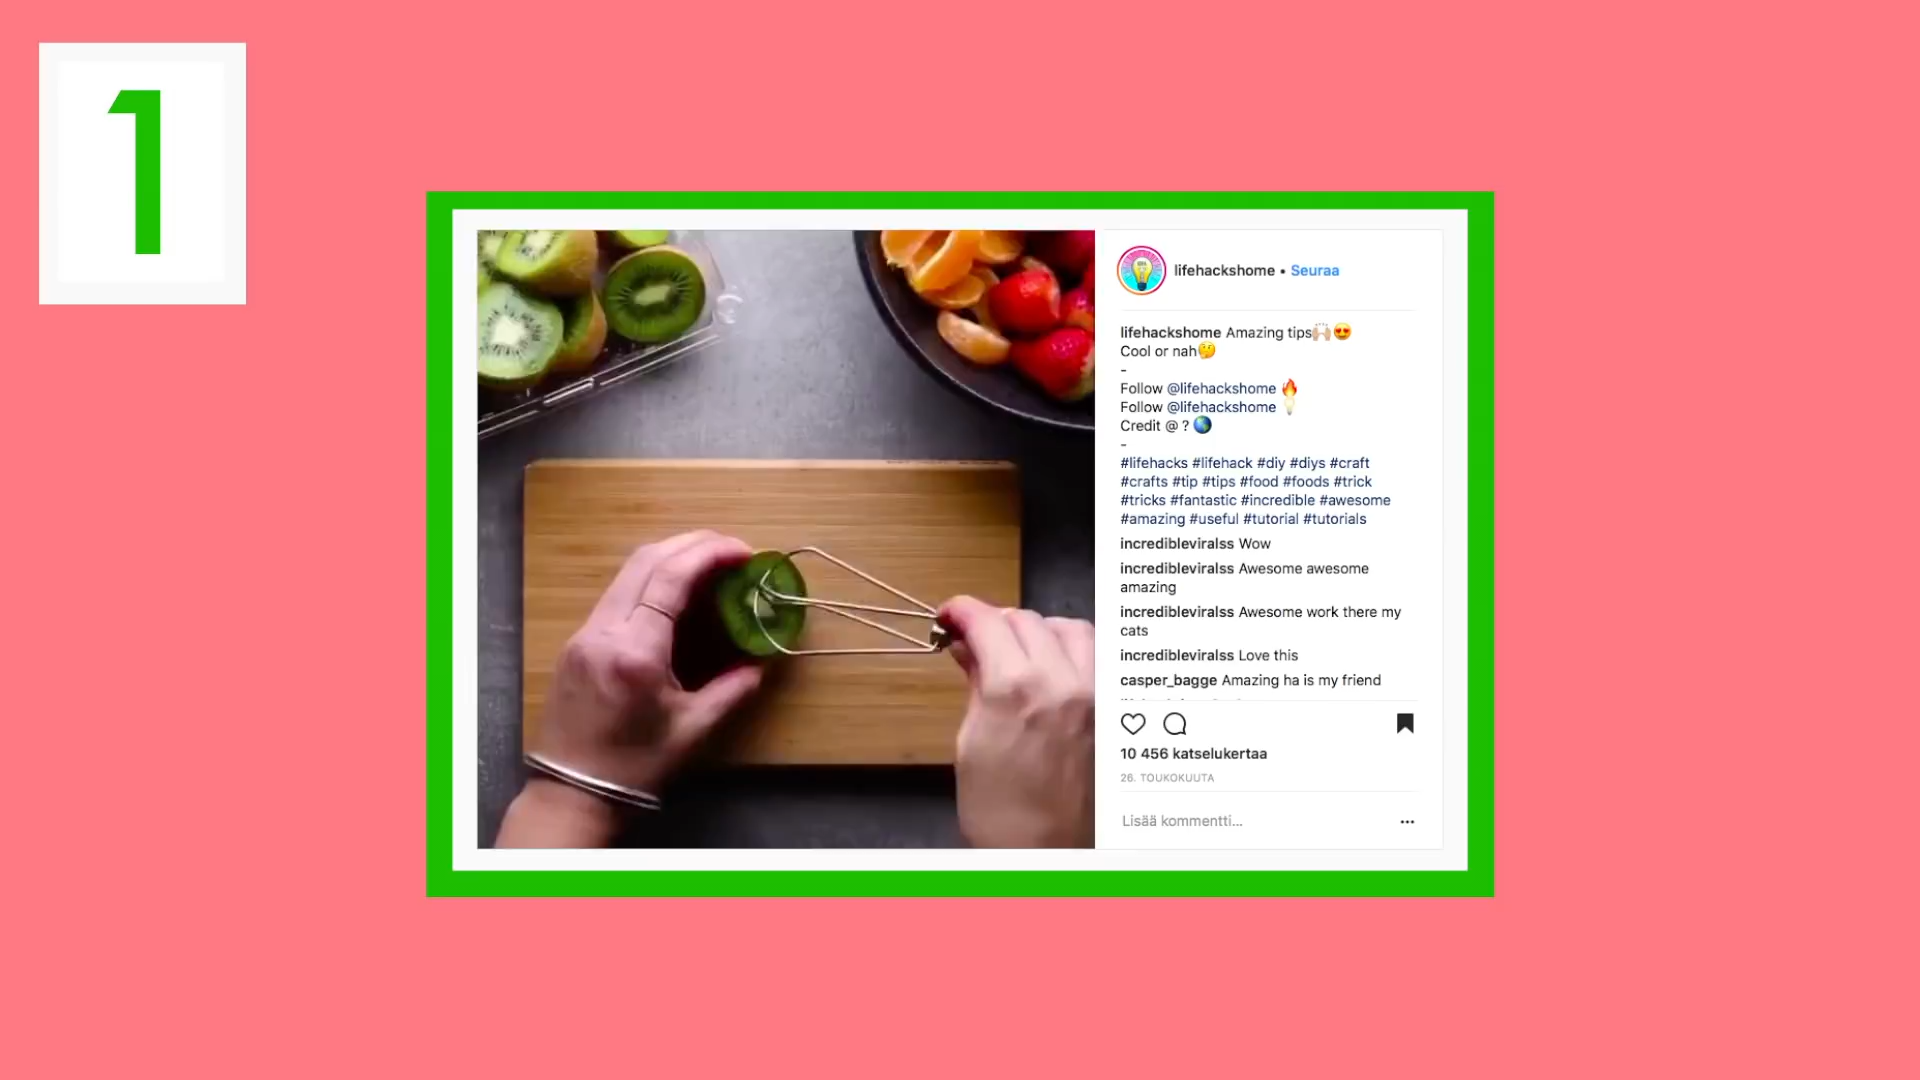 1
lifehackshome • Seuraa
lifehackshome Amazing tips🙌🏼😍
Cool or nah🤔
-
Follow @lifehackshome 🔥
Follow @lifehackshome 💡
Credit @ ? 🌎
-
#lifehacks #lifehack #diy #diys #craft
#crafts #tip #tips #food #foods #trick
#tricks #fantastic #incredible #awesome
#amazing #useful #tutorial #tutorials
incredibleviralss Wow
incredibleviralss Awesome awesome
amazing
incredibleviralss Awesome work there my
cats
incredibleviralss Love this
casper_bagge Amazing ha is my friend
10 456 katselukertaa
26. TOUKOKUUTA
Lisää kommentti...